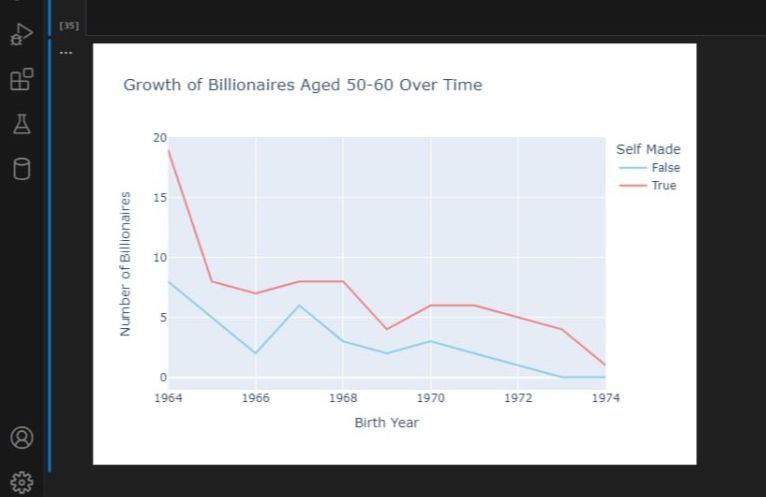 [35]
...
Growth of Billionaires Aged 50-60 Over Time
20
15
10
5
0
Number of Billionaires
1964 1966 1968 1970 1972 1974
Birth Year
Self Made
False
True